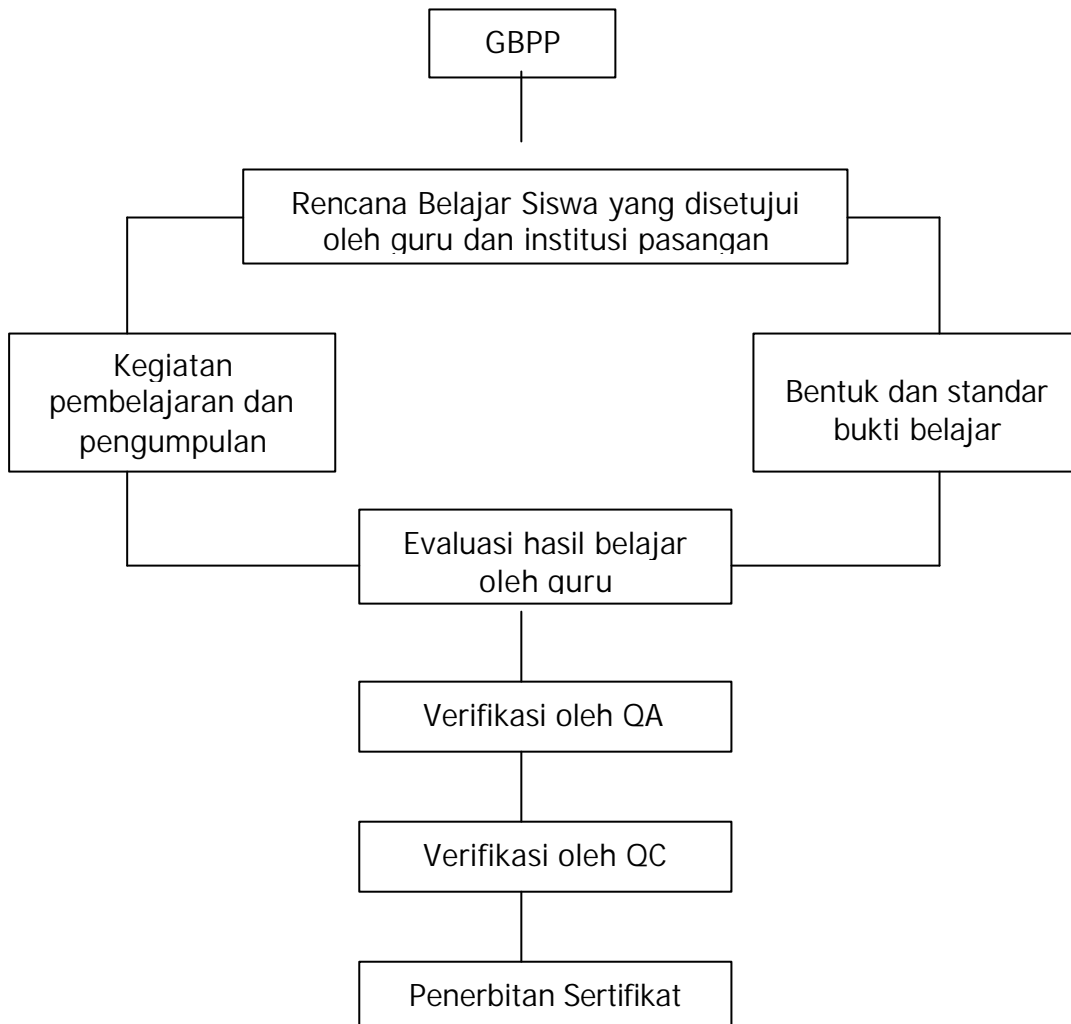 GBPP
Rencana Belajar Siswa yang disetujui
oleh guru dan institusi pasangan
Kegiatan
pembelajaran dan
pengumpulan
Bentuk dan standar
bukti belajar
Evaluasi hasil belajar
oleh guru
Verifikasi oleh QA
Verifikasi oleh QC
Penerbitan Sertifikat